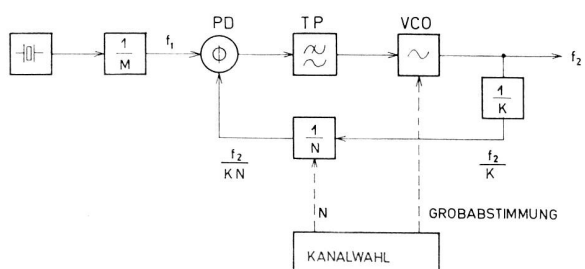 PD
TP
VCO
1
M
f₁
Φ
f₂
1
K
1
N
f₂
KN
f₂
K
N
GROBABSTIMMUNG
KANALWAHL